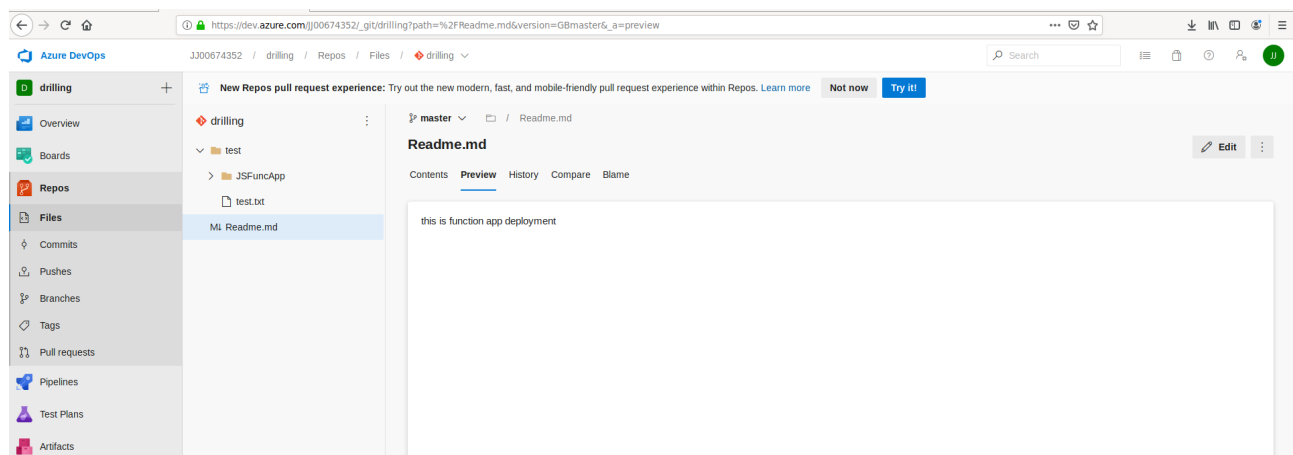 https://dev.azure.com/JJ00674352/_git/drilling?path=%2FReadme.md&version=GBmaster&_a=preview
Azure DevOps
JJ00674352 / drilling / Repos / Files / drilling
Search
JJ
D drilling
New Repos pull request experience: Try out the new modern, fast, and mobile-friendly pull request experience within Repos. Learn more Not now Try it!
Overview
Boards
Repos
Files
Commits
Pushes
Branches
Tags
Pull requests
Pipelines
Test Plans
Artifacts
drilling
test
JSFuncApp
test.txt
M↓ Readme.md
master / Readme.md
Readme.md
Edit
Contents Preview History Compare Blame
this is function app deployment